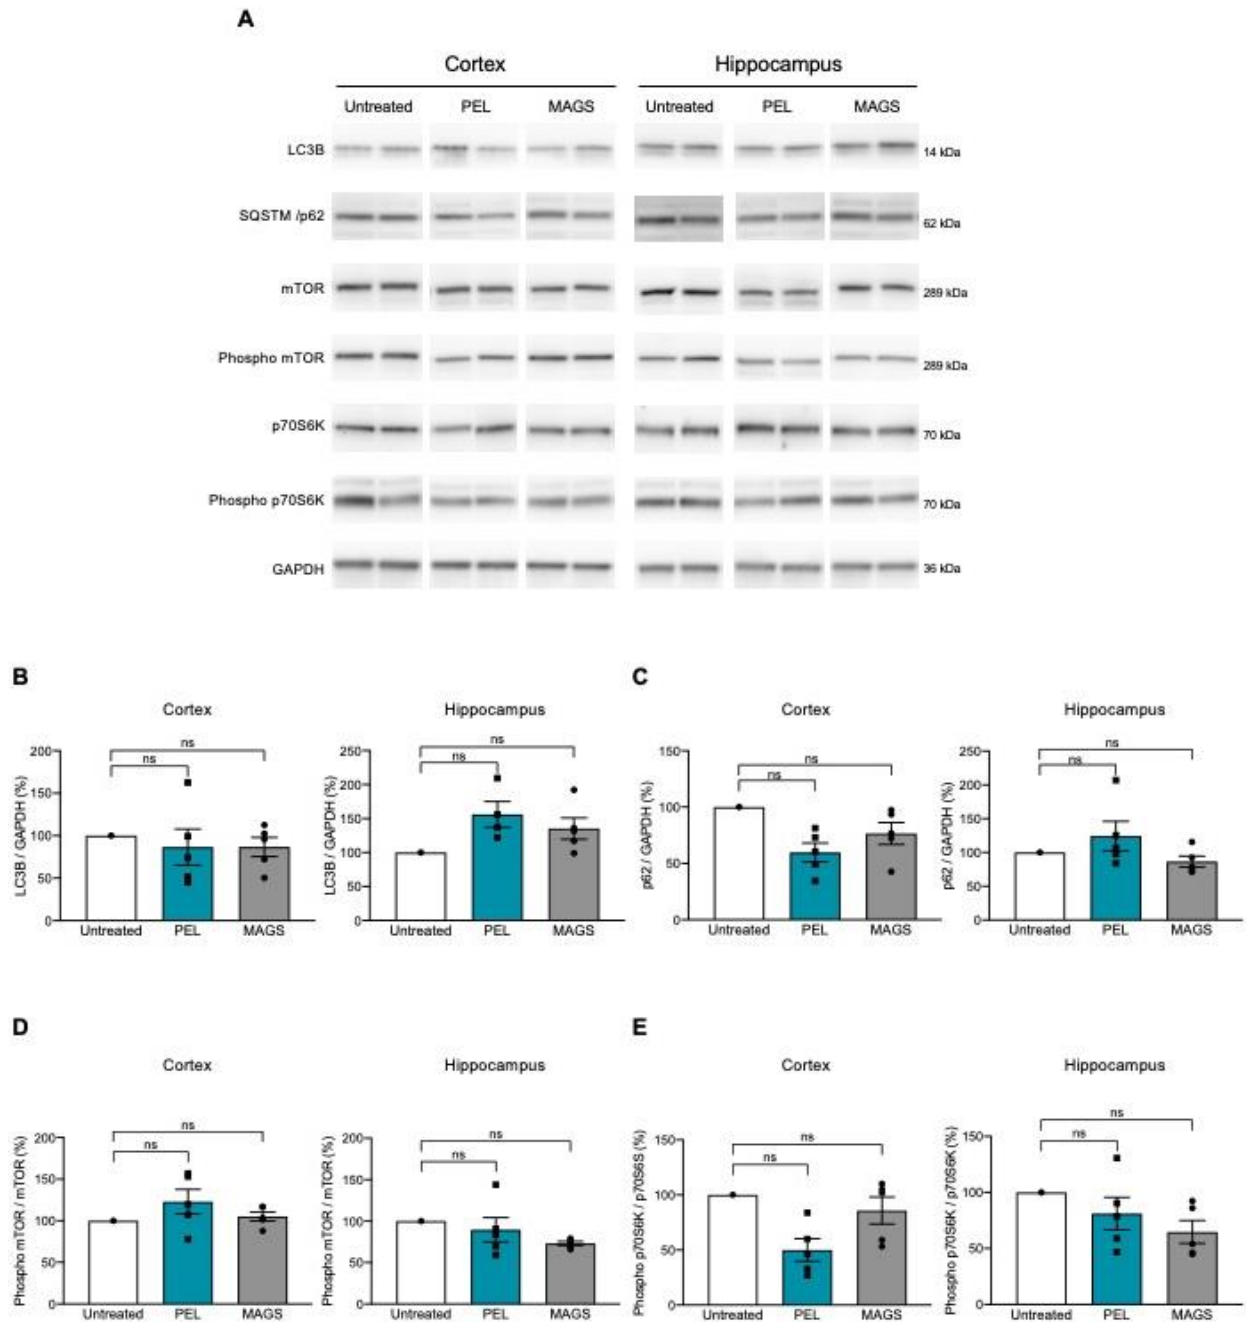 A
Cortex Hippocampus
Untreated PEL MAGS Untreated PEL MAGS
LC3B 14 kDa
SQSTM /p62 62 kDa
mTOR 289 kDa
Phospho mTOR 289 kDa
p70S6K 70 kDa
Phospho p70S6K 70 kDa
GAPDH 36 kDa
B
Cortex
LC3B / GAPDH (%)
200
150
100
50
0
ns
ns
Untreated PEL MAGS
Hippocampus
LC3B / GAPDH (%)
250
200
150
100
50
0
ns
ns
Untreated PEL MAGS
C
Cortex
p62 / GAPDH (%)
150
100
50
0
ns
ns
Untreated PEL MAGS
Hippocampus
p62 / GAPDH (%)
250
200
150
100
50
0
ns
ns
Untreated PEL MAGS
D
Cortex
Phospho mTOR / mTOR (%)
200
150
100
50
0
ns
ns
Untreated PEL MAGS
Hippocampus
Phospho mTOR / mTOR (%)
200
150
100
50
0
ns
ns
Untreated PEL MAGS
E
Cortex
Phospho p70S6K / p70S6S (%)
150
100
50
0
ns
ns
Untreated PEL MAGS
Hippocampus
Phospho p70S6K / p70S6K (%)
150
100
50
0
ns
ns
Untreated PEL MAGS